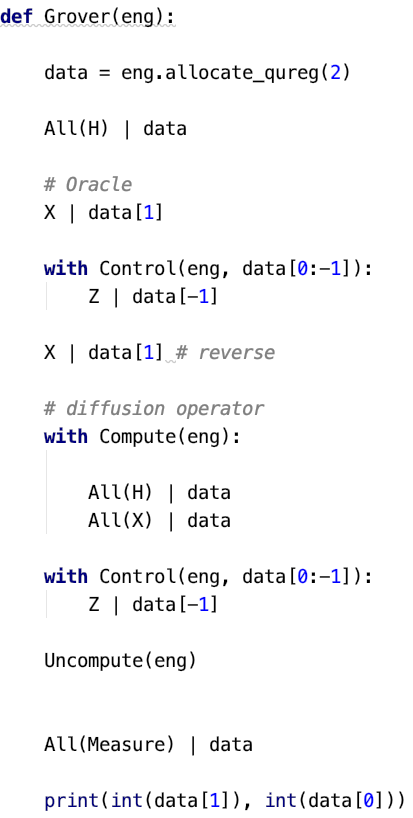 def Grover(eng):
data = eng.allocate_qureg(2)
All(H) | data
# Oracle
X | data[1]
with Control(eng, data[0:-1]):
Z | data[-1]
X | data[1] # reverse
# diffusion operator
with Compute(eng):
All(H) | data
All(X) | data
with Control(eng, data[0:-1]):
Z | data[-1]
Uncompute(eng)
All(Measure) | data
print(int(data[1]), int(data[0]))